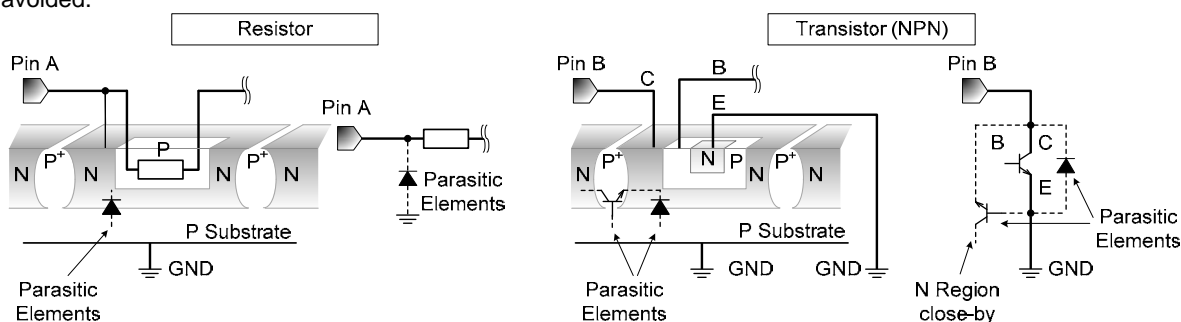 avoided.
Resistor
Transistor (NPN)
Pin A
Pin A
N
P+
N
P
N
P+
N
Parasitic
Elements
P Substrate
GND
Parasitic
Elements
Pin B
C
B
E
N
P+
N
N
P
P+
N
P Substrate
GND
GND
Parasitic
Elements
Pin B
B
C
E
Parasitic
Elements
GND
N Region
close-by